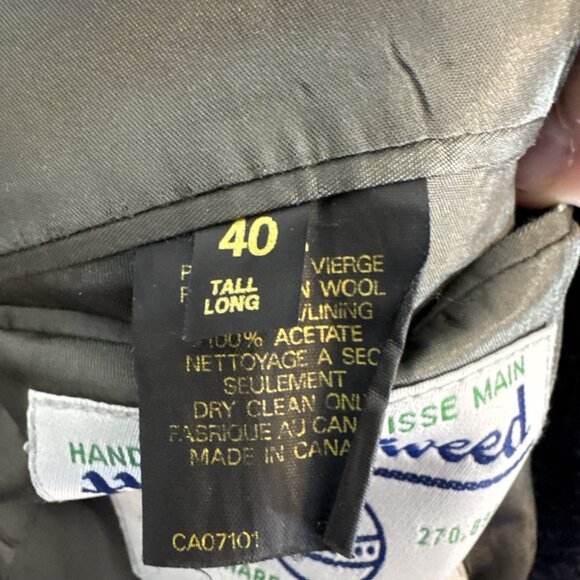 40
TALL
LONG
VIERGE
WOOL
/LINING
100% ACETATE
NETTOYAGE A SEC
SEULEMENT
DRY CLEAN ONL
FABRIQUE AU CAN
MADE IN CANA
CA07101
HAND
ISSE MAIN
weed
270,8